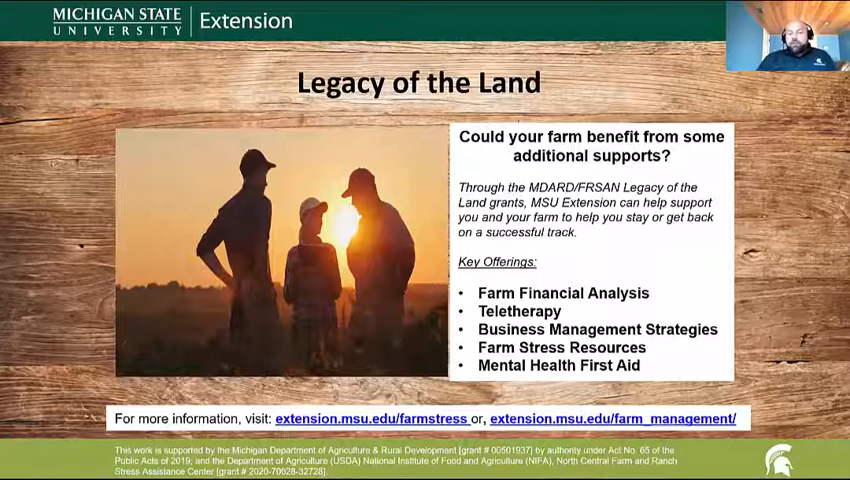 MICHIGAN STATE
UNIVERSITY
Extension
Legacy of the Land
Could your farm benefit from some
additional supports?
Through the MDARD/FRSAN Legacy of the
Land grants, MSU Extension can help support
you and your farm to help you stay or get back
on a successful track.
Key Offerings:
• Farm Financial Analysis
• Teletherapy
• Business Management Strategies
• Farm Stress Resources
• Mental Health First Aid
For more information, visit: extension.msu.edu/farmstress or, extension.msu.edu/farm_management/
This work is supported by the Michigan Department of Agriculture & Rural Development [grant # 00501937] by authority under Act No. 65 of the
Public Acts of 2019; and the Department of Agriculture (USDA) National Institute of Food and Agriculture (NIFA), North Central Farm and Ranch
Stress Assistance Center [grant # 2020-70028-32728].